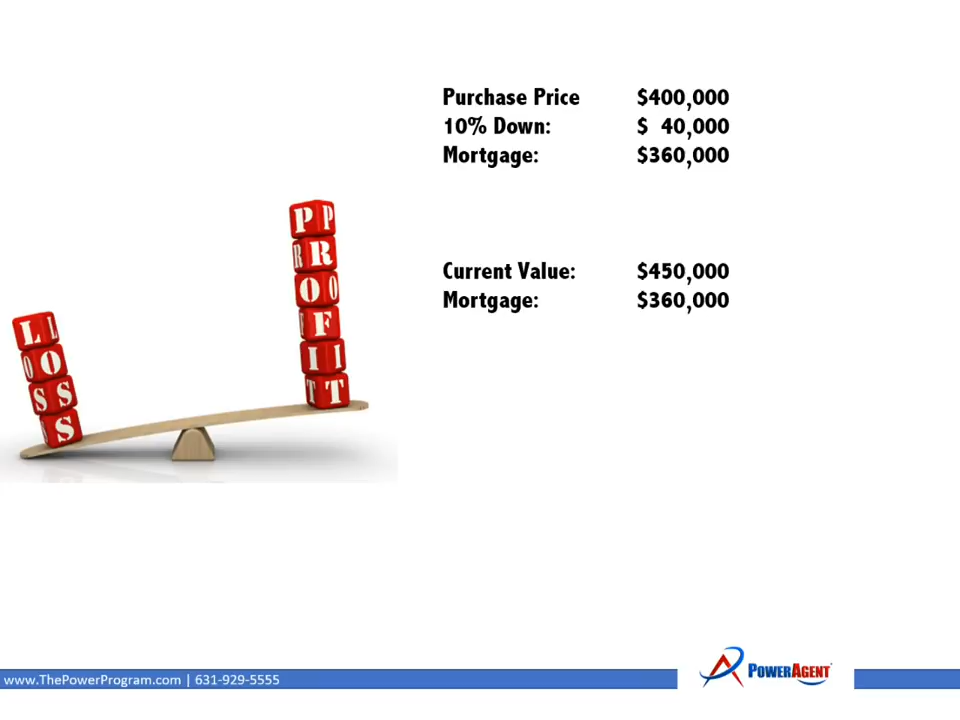 Purchase Price $400,000
10% Down: $ 40,000
Mortgage: $360,000
Current Value: $450,000
Mortgage: $360,000
LOSS
PROFIT
www.ThePowerProgram.com | 631-929-5555
POWERAGENT